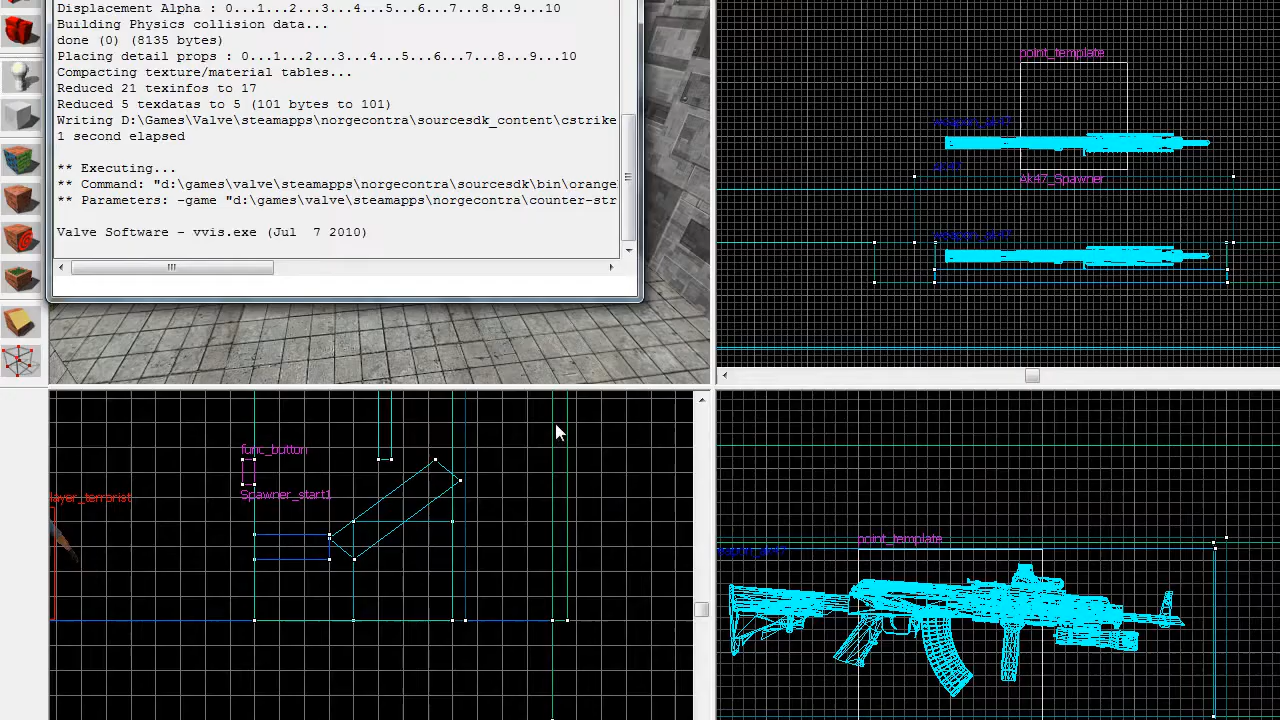 Displacement Alpha : 0...1...2...3...4...5...6...7...8...9...10
Building Physics collision data...
done (0) (8135 bytes)
Placing detail props : 0...1...2...3...4...5...6...7...8...9...10
Compacting texture/material tables...
Reduced 21 texinfos to 17
Reduced 5 texdatas to 5 (101 bytes to 101)
Writing D:\Games\Valve\steamapps\norgecontra\sourcesdk_content\cstrike
1 second elapsed
** Executing...
** Command: "d:\games\valve\steamapps\norgecontra\sourcesdk\bin\orange
** Parameters: -game "d:\games\valve\steamapps\norgecontra\counter-str
Valve Software - vvis.exe (Jul  7 2010)
point_template
weapon_ak47
ak47
Ak47_Spawner
weapon_ak47
func_button
Spawner_start1
layer_terrorist
point_template